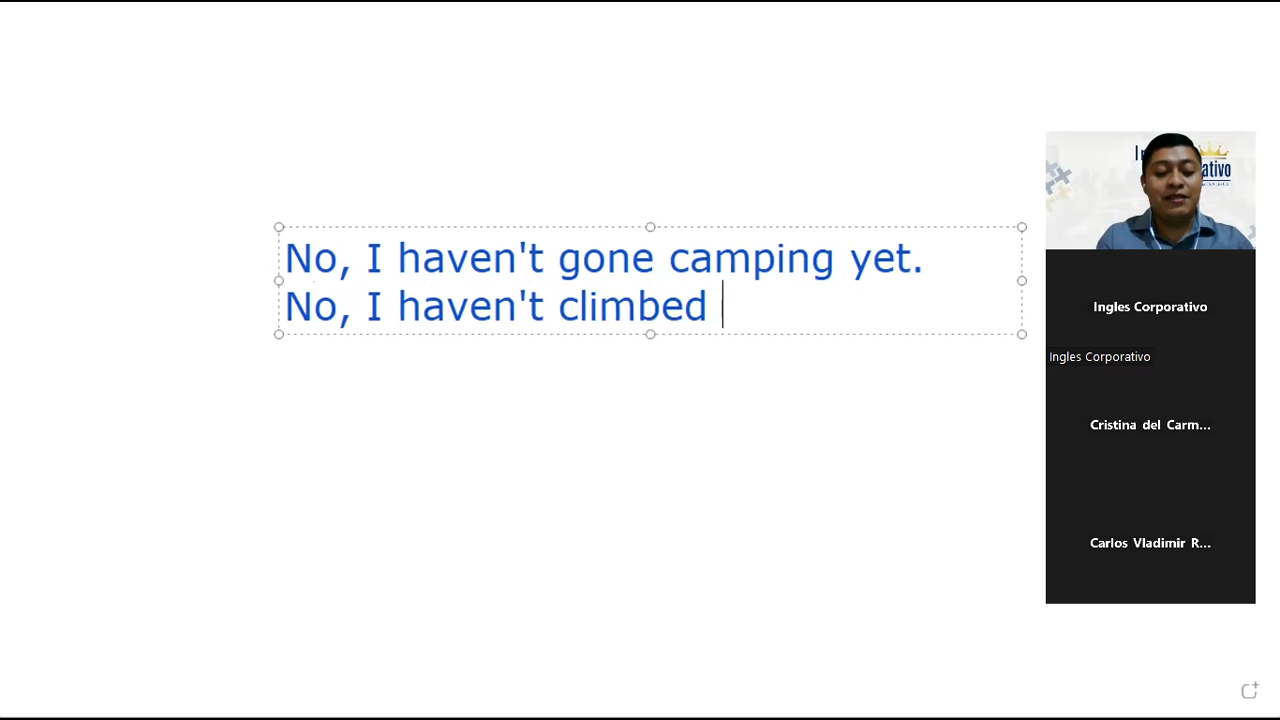 No, I haven't gone camping yet.
No, I haven't climbed
Ingles Corporativo
Ingles Corporativo
Cristina del Carm...
Carlos Vladimir R...